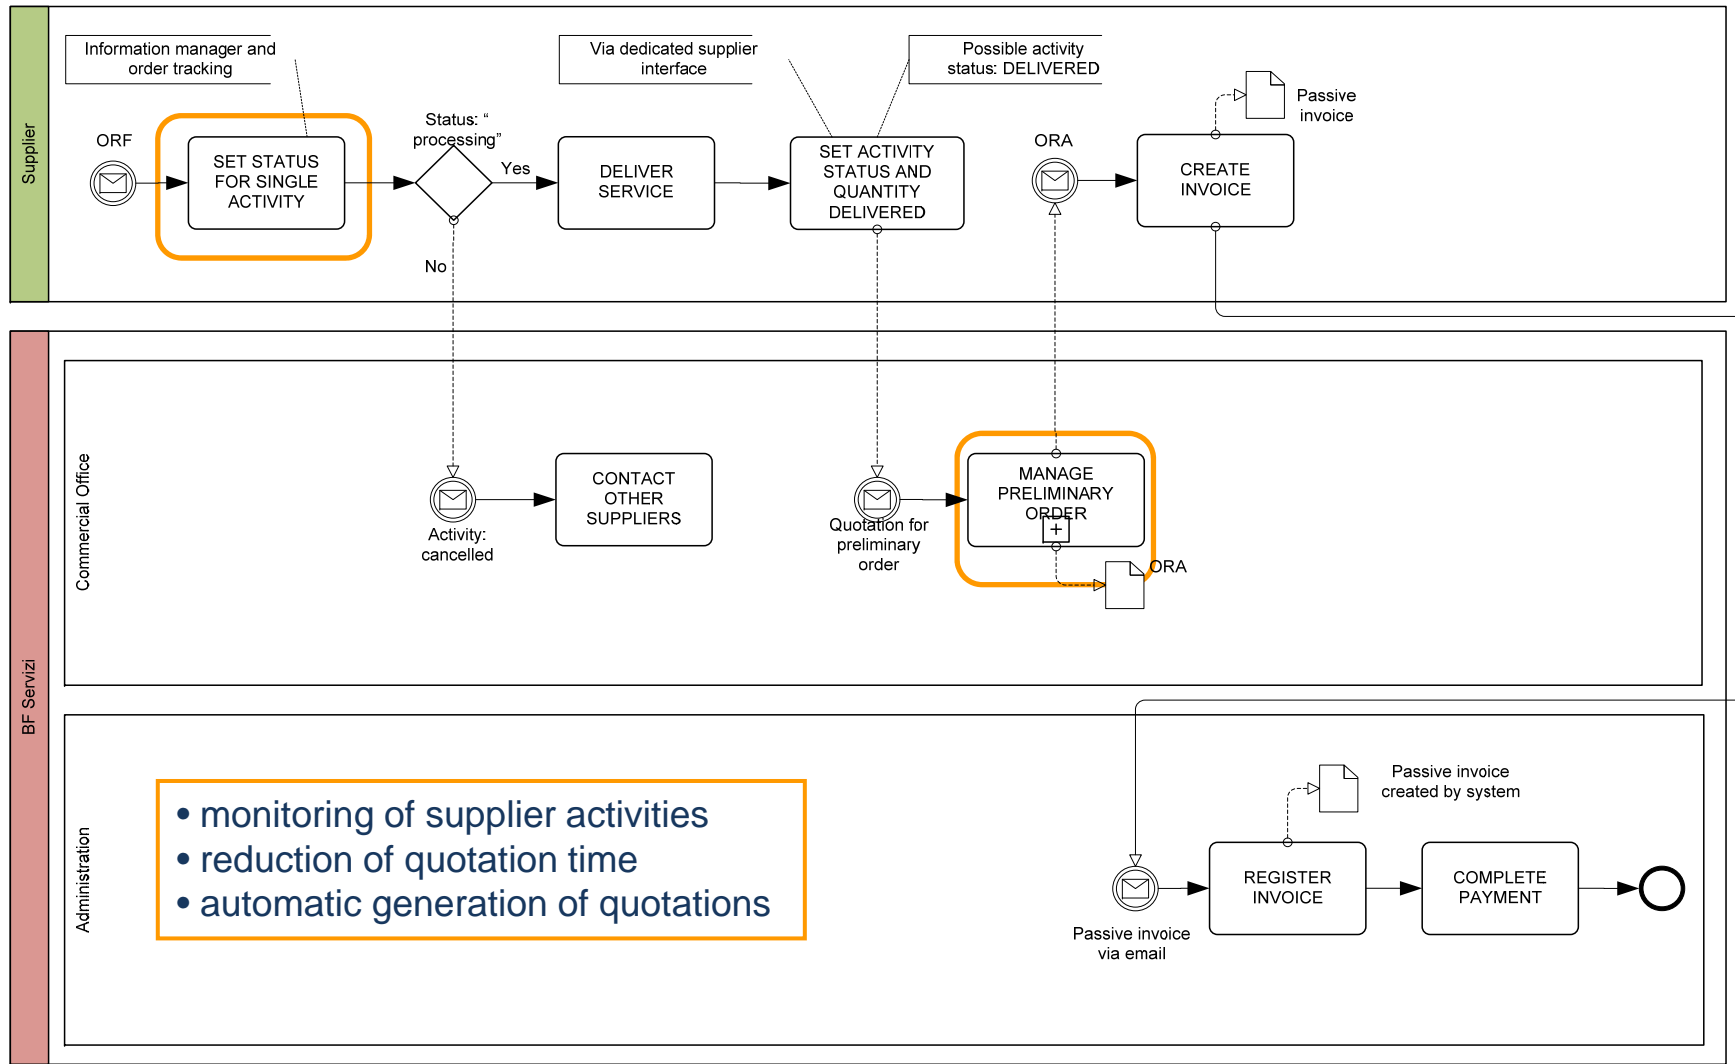 Supplier
Information manager and
order tracking
Via dedicated supplier
interface
Possible activity
status: DELIVERED
ORF
SET STATUS
FOR SINGLE
ACTIVITY
Status: “
processing”
Yes
No
DELIVER
SERVICE
SET ACTIVITY
STATUS AND
QUANTITY
DELIVERED
ORA
CREATE
INVOICE
Passive
invoice
BF Servizi
Commercial Office
Activity:
cancelled
CONTACT
OTHER
SUPPLIERS
Quotation for
preliminary
order
MANAGE
PRELIMINARY
ORDER
ORA
Administration
• monitoring of supplier activities
• reduction of quotation time
• automatic generation of quotations
Passive invoice
via email
REGISTER
INVOICE
Passive invoice
created by system
COMPLETE
PAYMENT